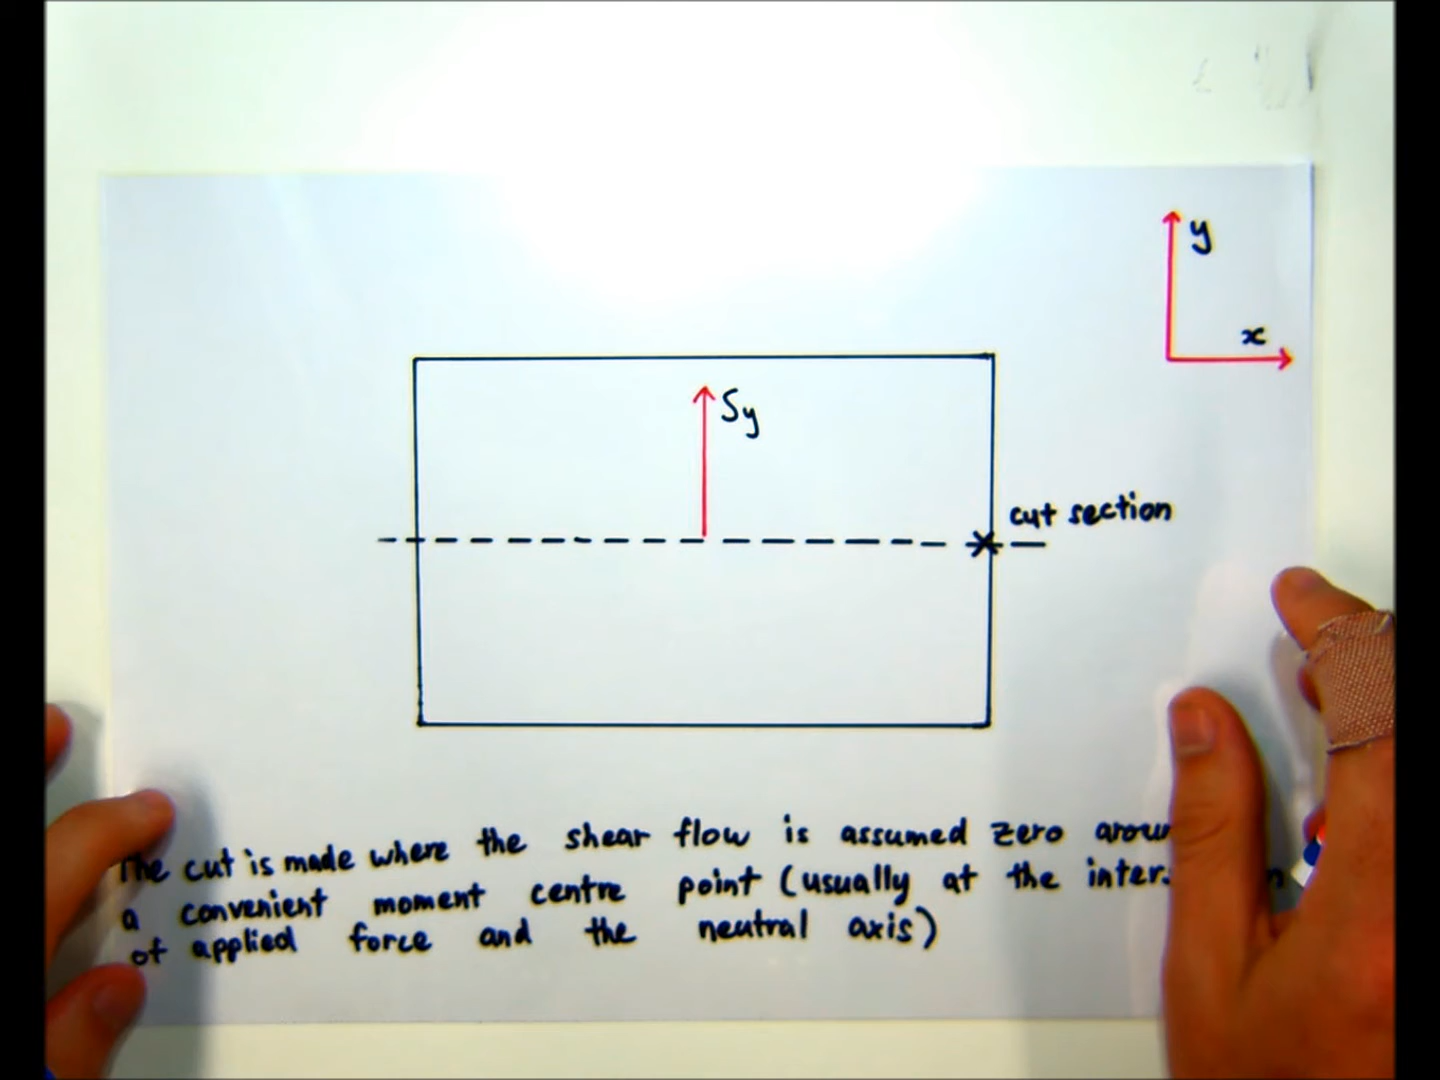 y
x
Sy
cut section
The cut is made where the shear flow is assumed zero
a convenient moment centre point (usually at the
of applied force and the neutral axis)